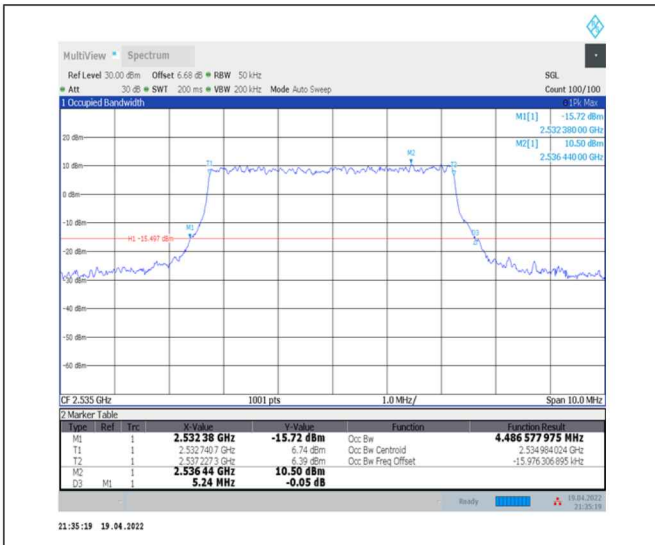 MultiView Spectrum
Ref Level 30.00 dBm Offset 6.68 dB RBW 50 kHz SGL
Att 30 dB SWT 200 ms VBW 200 kHz Mode Auto Sweep Count 100/100
1 Occupied Bandwidth 1Pk Max
M1[1] -15.72 dBm
2.532 380 00 GHz
M2[1] 10.50 dBm
2.536 440 00 GHz
20 dBm
M2
T1 T2
10 dBm
0 dBm
-10 dBm
M1 D3
H1 -15.497 dBm
-20 dBm
-30 dBm
-40 dBm
-50 dBm
-60 dBm
CF 2.535 GHz 1001 pts 1.0 MHz/ Span 10.0 MHz
2 Marker Table
Type Ref Trc X-Value Y-Value Function Function Result
M1 1 2.532 38 GHz -15.72 dBm Occ Bw 4.486 577 975 MHz
T1 1 2.532 740 7 GHz 6.74 dBm Occ Bw Centroid 2.534 984 024 GHz
T2 1 2.537 227 3 GHz 6.39 dBm Occ Bw Freq Offset -15.976 306 895 kHz
M2 1 2.536 44 GHz 10.50 dBm
D3 M1 1 5.24 MHz -0.05 dB
Ready 19.04.2022
21:35:19
21:35:19 19.04.2022